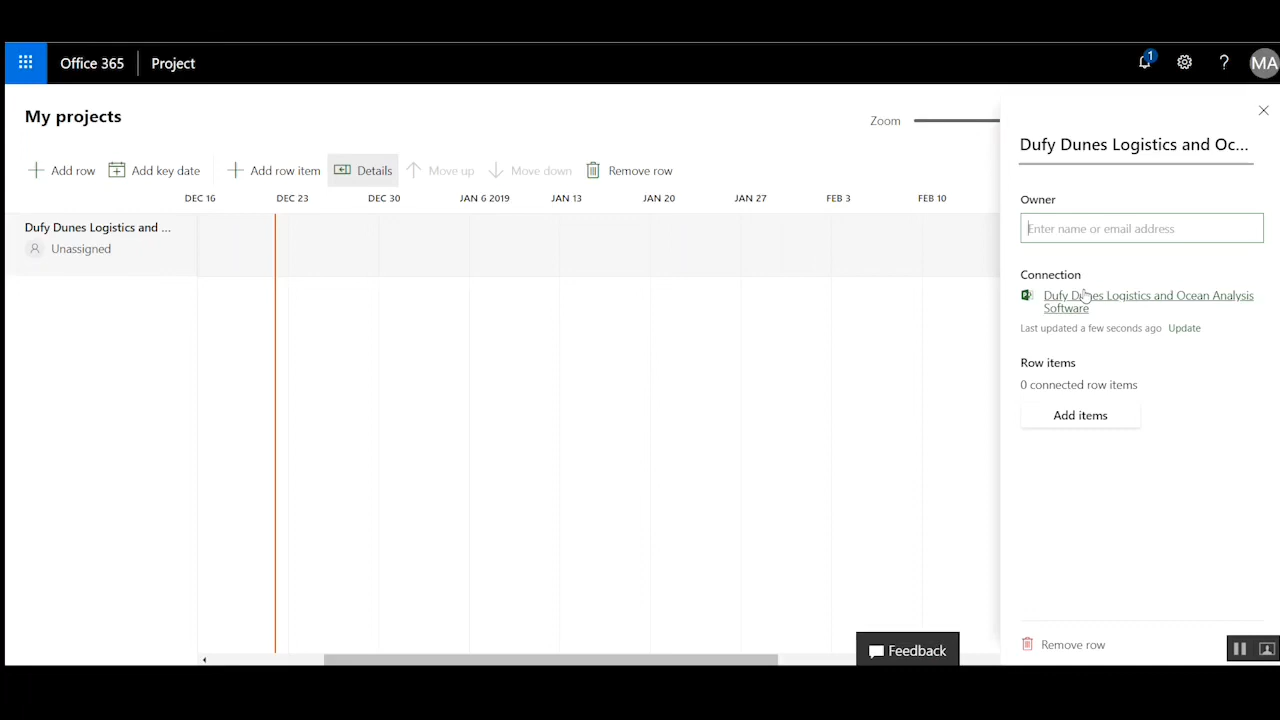 Office 365 Project 1 ? MA
My projects
Zoom
Add row Add key date Add row item Details Move up Move down Remove row
DEC 16 DEC 23 DEC 30 JAN 6 2019 JAN 13 JAN 20 JAN 27 FEB 3 FEB 10
Dufy Dunes Logistics and ...
Unassigned
Dufy Dunes Logistics and Oc...
Owner
Enter name or email address
Connection
Dufy Dunes Logistics and Ocean Analysis
Software
Last updated a few seconds ago Update
Row items
0 connected row items
Add items
Remove row
Feedback